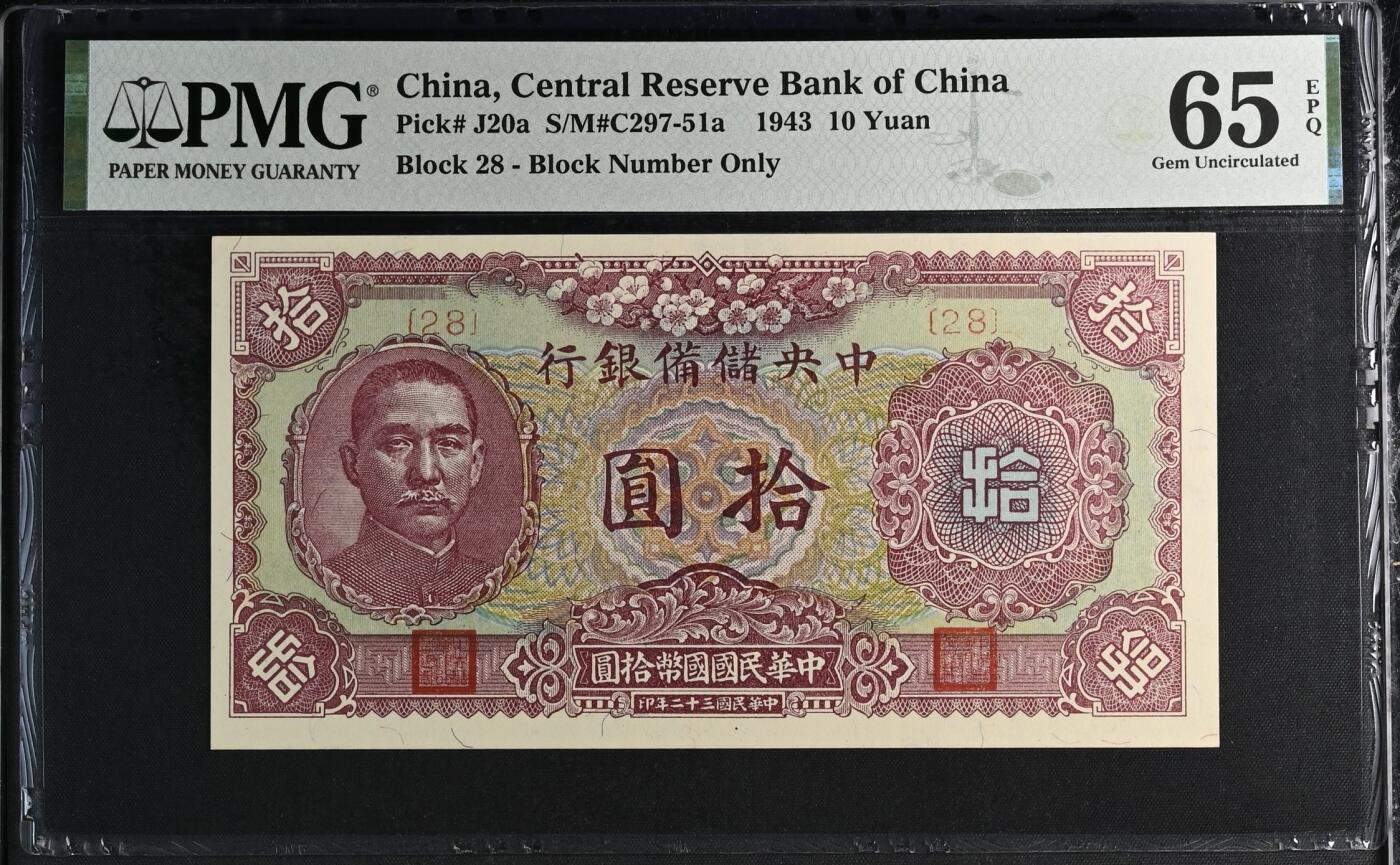 PMG®
PAPER MONEY GUARANTY
China, Central Reserve Bank of China
Pick# J20a S/M#C297-51a 1943 10 Yuan
Block 28 - Block Number Only
65
EPQ
Gem Uncirculated
拾
拾
[28]
[28]
中央儲備銀行
拾圓
拾
中華民國國幣拾圓
中華民國三十二年印
拾
拾